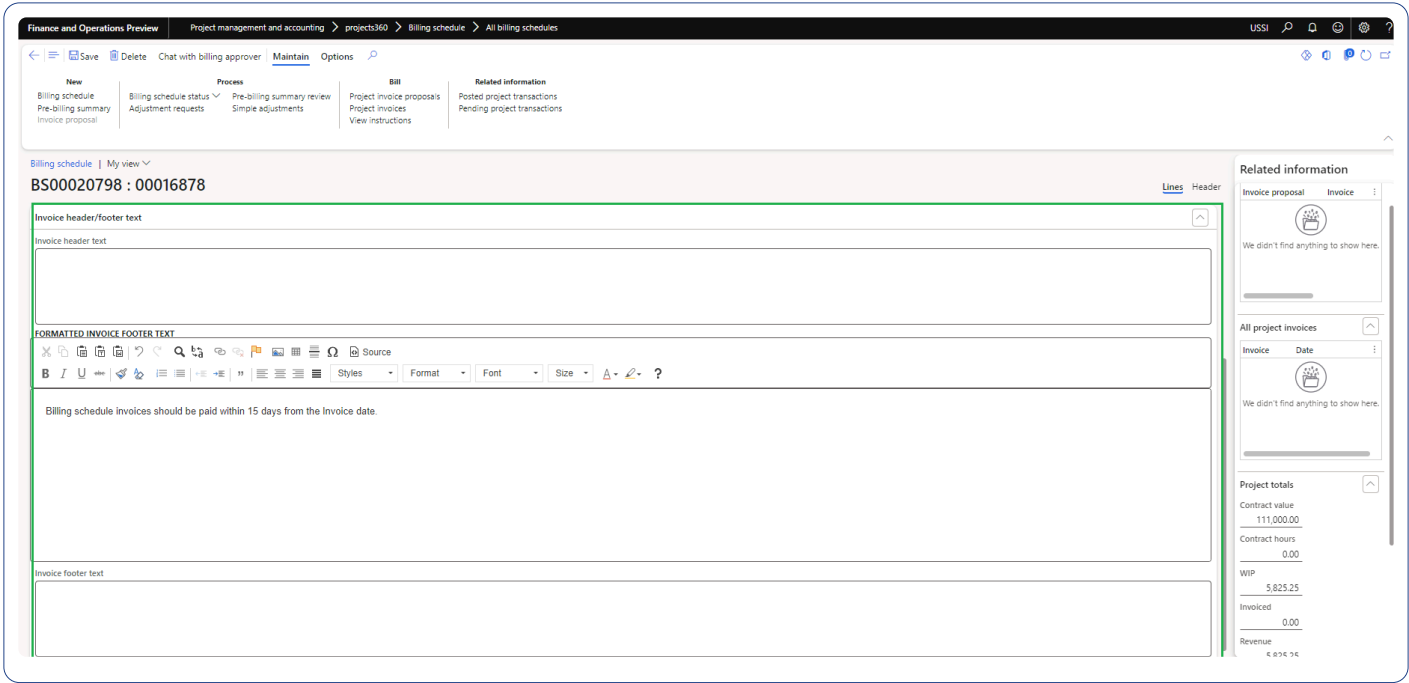 Finance and Operations Preview Project management and accounting > projects360 > Billing schedule > All billing schedules USSI ?
Save Delete Chat with billing approver Maintain Options 0
New Process Bill Related information
Billing schedule Billing schedule status Pre-billing summary review Project invoice proposals Posted project transactions
Pre-billing summary Adjustment requests Simple adjustments Project invoices Pending project transactions
Invoice proposal View instructions
Billing schedule | My view
BS00020798 : 00016878
Lines Header
Invoice header/footer text
Invoice header text
FORMATTED INVOICE FOOTER TEXT
Ω Source
B I U abc Styles Format Font Size A ?
Billing schedule invoices should be paid within 15 days from the Invoice date.
Invoice footer text
Related information
Invoice proposal Invoice
We didn't find anything to show here.
All project invoices
Invoice Date
We didn't find anything to show here.
Project totals
Contract value
111,000.00
Contract hours
0.00
WIP
5,825.25
Invoiced
0.00
Revenue
5,825.25